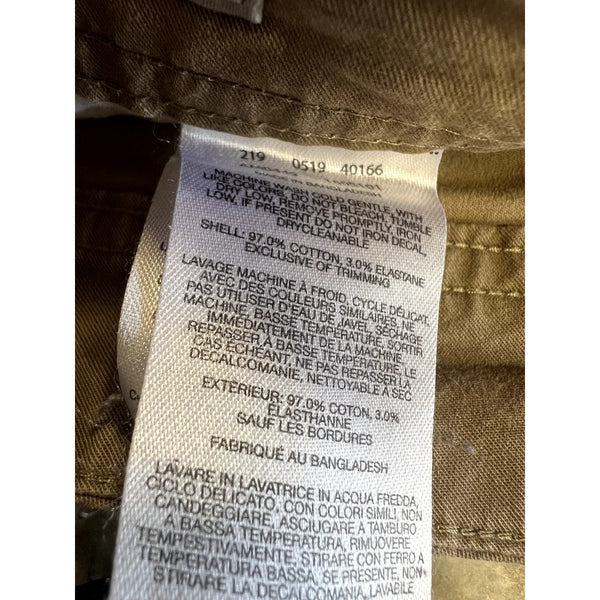 219 0519 40166
MADE IN BANGLADESH
MACHINE WASH COLD GENTLE, WITH
LIKE COLORS, DO NOT BLEACH, TUMBLE
DRY LOW, REMOVE PROMPTLY, IRON
LOW, IF PRESENT DO NOT IRON DECAL,
DRYCLEANABLE
SHELL: 97.0% COTTON, 3.0% ELASTANE
EXCLUSIVE OF TRIMMING
LAVAGE MACHINE À FROID, CYCLE DÉLICAT,
AVEC DES COULEURS SIMILAIRES, NE
PAS UTILISER D'EAU DE JAVEL, SÉCHAGE
MACHINE, BASSE TEMPÉRATURE, SORTIR
IMMÉDIATEMENT DE LA MACHINE,
REPASSER À BASSE TEMPÉRATURE, LE
CAS ÉCHÉANT, NE PAS REPASSER LA
DECALCOMANIE, NETTOYABLE À SEC
EXTÉRIEUR: 97.0% COTON, 3.0%
ÉLASTHANNE
SAUF LES BORDURES
FABRIQUÉ AU BANGLADESH
LAVARE IN LAVATRICE IN ACQUA FREDDA,
CICLO DELICATO, CON COLORI SIMILI, NON
CANDEGGIARE, ASCIUGARE A TAMBURO
A BASSA TEMPERATURA, RIMUOVERE
TEMPESTIVAMENTE, STIRARE CON FERRO A
TEMPERATURA BASSA, SE PRESENTE, NON
STIRARE LA DECALCOMANIA, LAVABILE